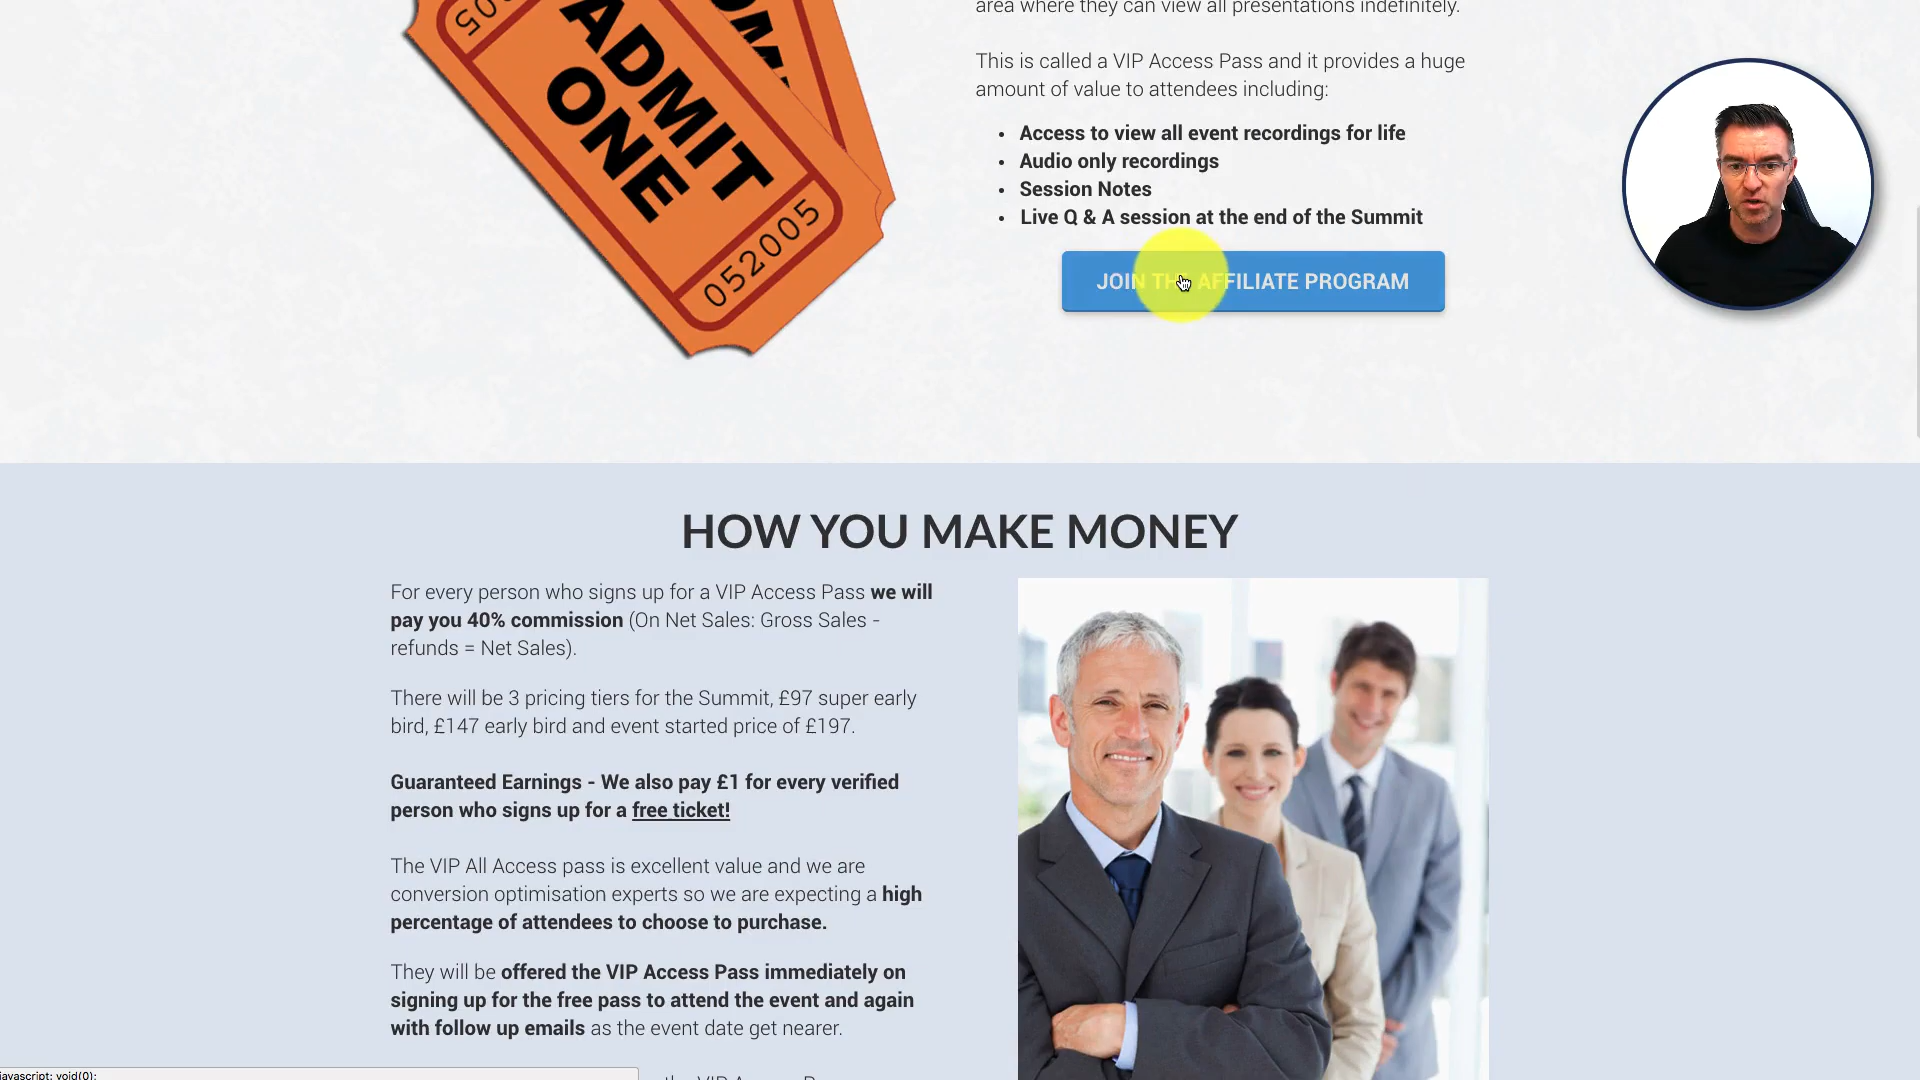 ADMIT
ONE
052005
area where they can view all presentations indefinitely.
This is called a VIP Access Pass and it provides a huge
amount of value to attendees including:
• Access to view all event recordings for life
• Audio only recordings
• Session Notes
• Live Q & A session at the end of the Summit
JOIN THE AFFILIATE PROGRAM
HOW YOU MAKE MONEY
For every person who signs up for a VIP Access Pass we will
pay you 40% commission (On Net Sales: Gross Sales -
refunds = Net Sales).
There will be 3 pricing tiers for the Summit, £97 super early
bird, £147 early bird and event started price of £197.
Guaranteed Earnings - We also pay £1 for every verified
person who signs up for a free ticket!
The VIP All Access pass is excellent value and we are
conversion optimisation experts so we are expecting a high
percentage of attendees to choose to purchase.
They will be offered the VIP Access Pass immediately on
signing up for the free pass to attend the event and again
with follow up emails as the event date get nearer.
javascript: void(0);